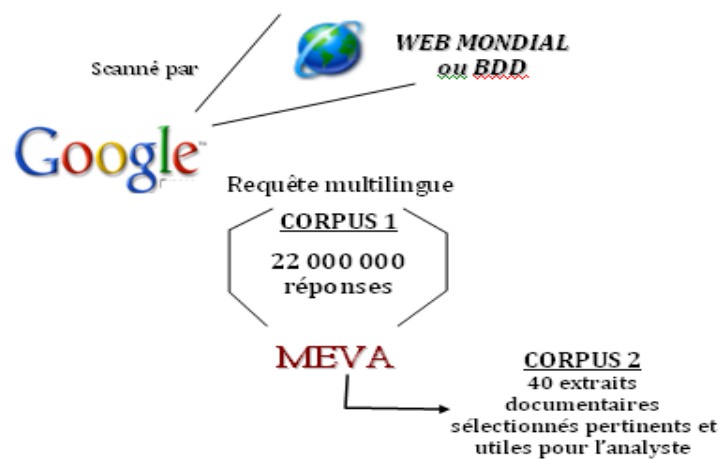 Scanné par
WEB MONDIAL
ou BDD
Google™
Requête multilingue
CORPUS 1
22 000 000
réponses
MEVA
CORPUS 2
40 extraits
documentaires
sélectionnés pertinents et
utiles pour l'analyste